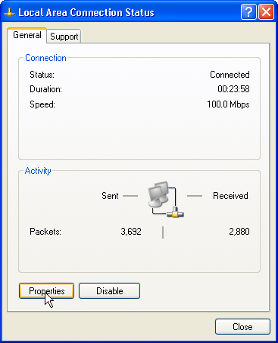 Local Area Connection Status
General Support
Connection
Status: Connected
Duration: 00:23:58
Speed: 100.0 Mbps
Activity
Sent Received
Packets: 3,692 2,880
Properties Disable
Close